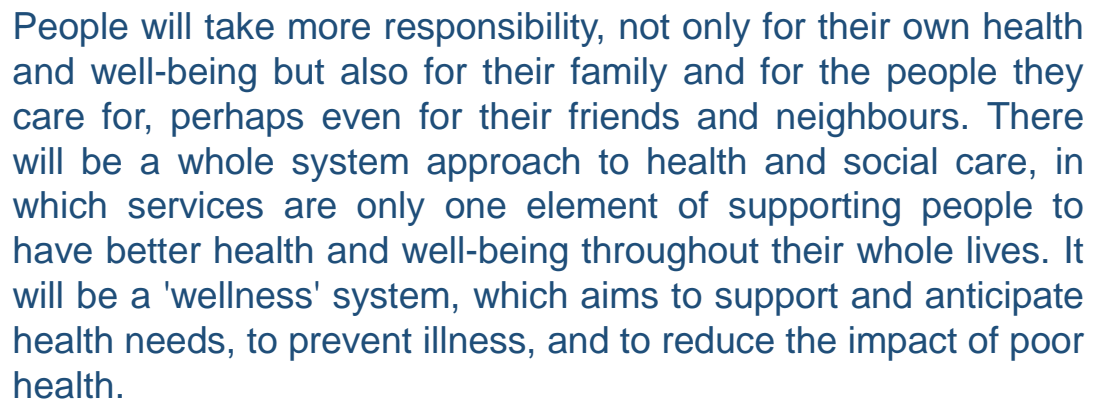 People will take more responsibility, not only for their own health
and well-being but also for their family and for the people they
care for, perhaps even for their friends and neighbours. There
will be a whole system approach to health and social care, in
which services are only one element of supporting people to
have better health and well-being throughout their whole lives. It
will be a 'wellness' system, which aims to support and anticipate
health needs, to prevent illness, and to reduce the impact of poor
health.